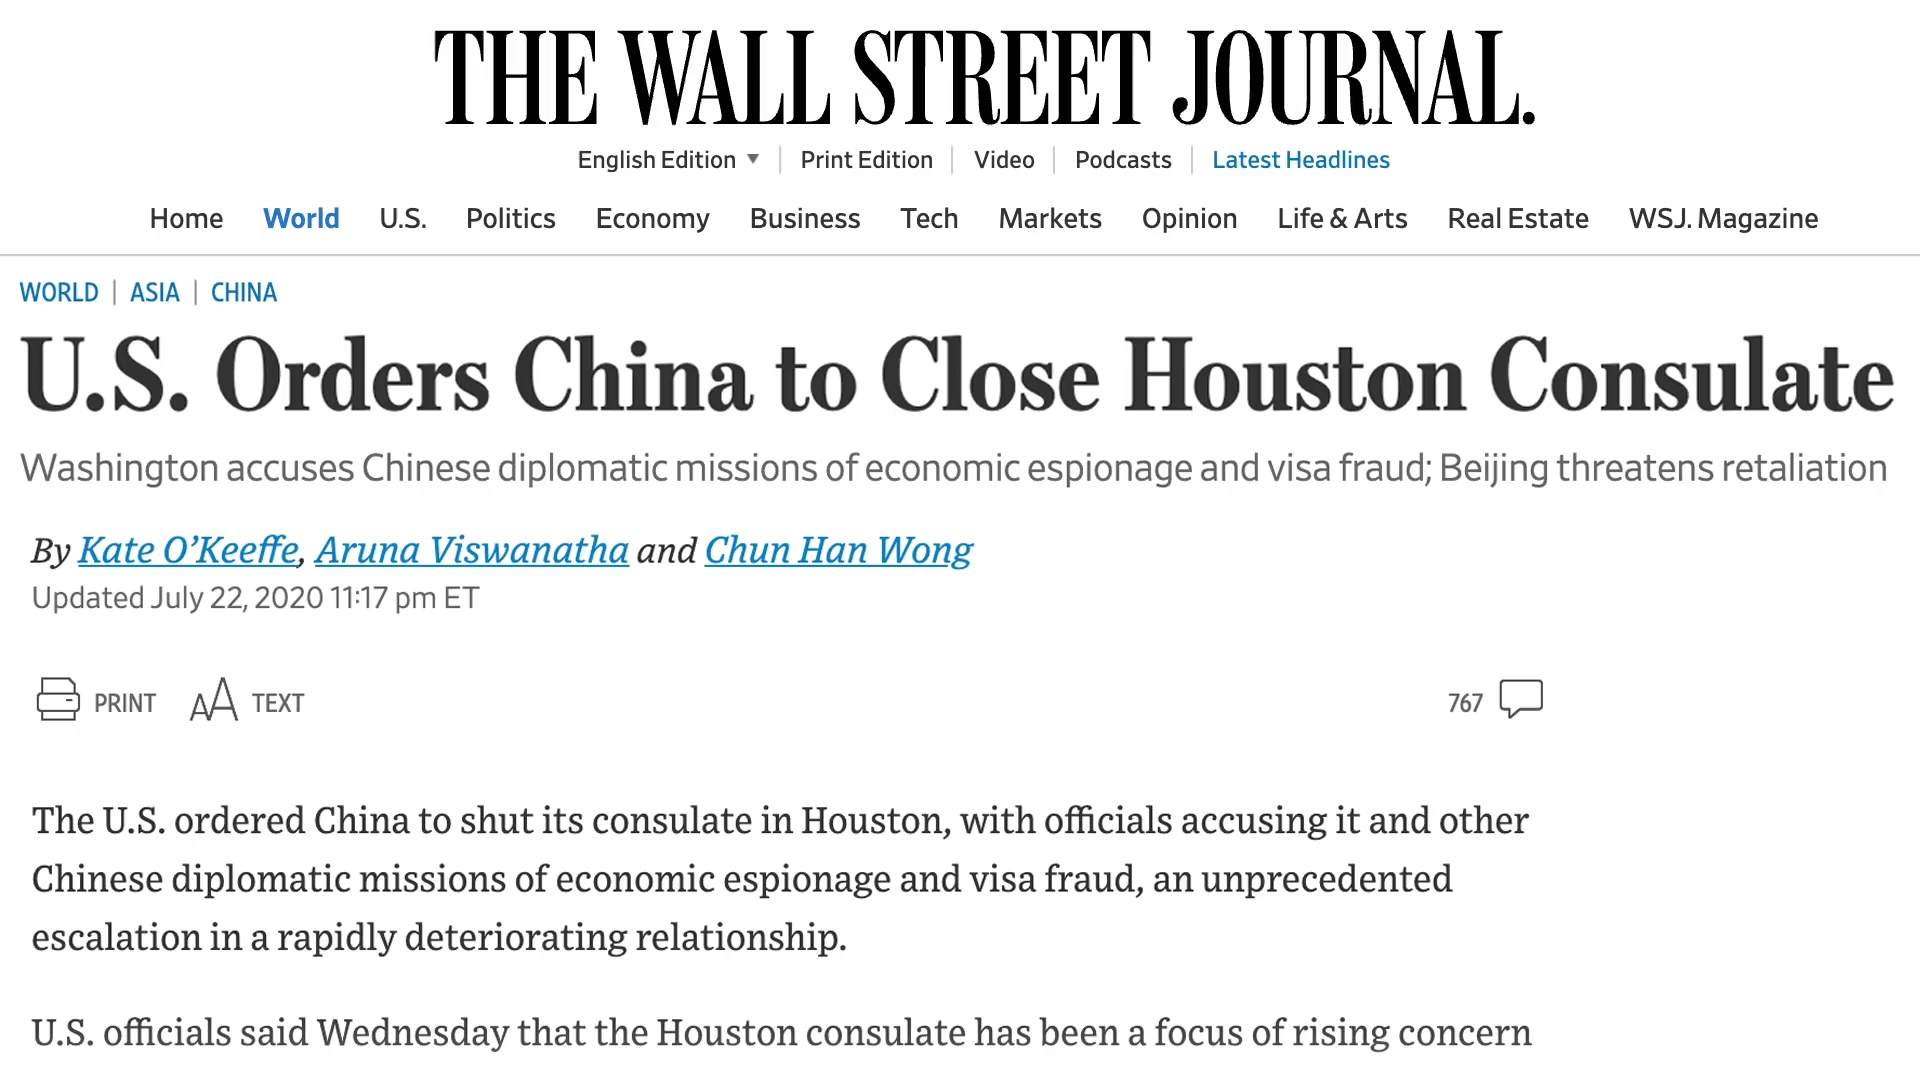 THE WALL STREET JOURNAL.
English Edition Print Edition Video Podcasts Latest Headlines
Home World U.S. Politics Economy Business Tech Markets Opinion Life & Arts Real Estate WSJ. Magazine
WORLD | ASIA | CHINA
U.S. Orders China to Close Houston Consulate
Washington accuses Chinese diplomatic missions of economic espionage and visa fraud; Beijing threatens retaliation
By Kate O’Keeffe, Aruna Viswanatha and Chun Han Wong
Updated July 22, 2020 11:17 pm ET
PRINT AA TEXT 767
The U.S. ordered China to shut its consulate in Houston, with officials accusing it and other
Chinese diplomatic missions of economic espionage and visa fraud, an unprecedented
escalation in a rapidly deteriorating relationship.
U.S. officials said Wednesday that the Houston consulate has been a focus of rising concern